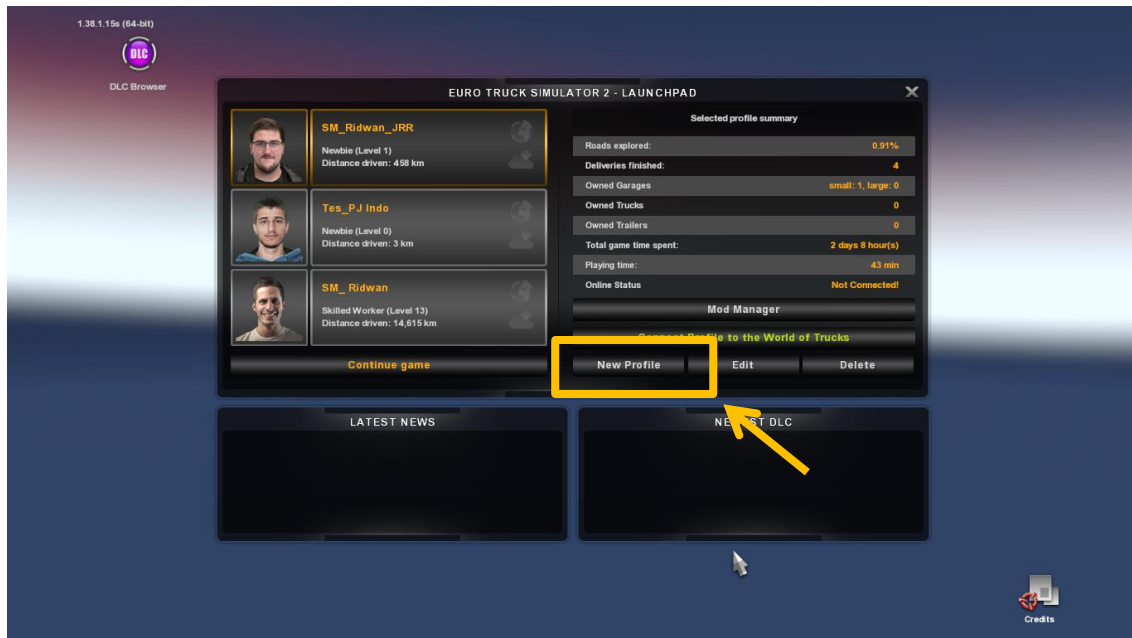 1.38.1.15s (64-bit)
DLC
DLC Browser
EURO TRUCK SIMULATOR 2 - LAUNCHPAD
SM_Ridwan_JRR
Newbie (Level 1)
Distance driven: 458 km
Tes_PJ Indo
Newbie (Level 0)
Distance driven: 3 km
SM_ Ridwan
Skilled Worker (Level 13)
Distance driven: 14,615 km
Continue game
Selected profile summary
Roads explored: 0.91%
Deliveries finished: 4
Owned Garages small: 1, large: 0
Owned Trucks 0
Owned Trailers 0
Total game time spent: 2 days 8 hour(s)
Playing time: 43 min
Online Status Not Connected!
Mod Manager
Profile to the World of Trucks
New Profile Edit Delete
LATEST NEWS
DLC
Credits